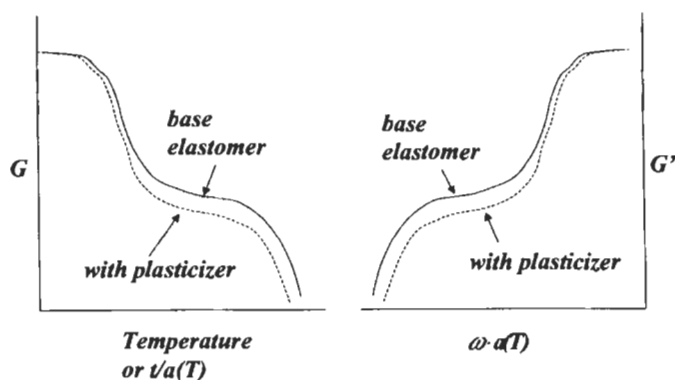 base
elastomer
G
with plasticizer
Temperature
or t/a(T)
base
elastomer
G'
with plasticizer
ω·a(T)